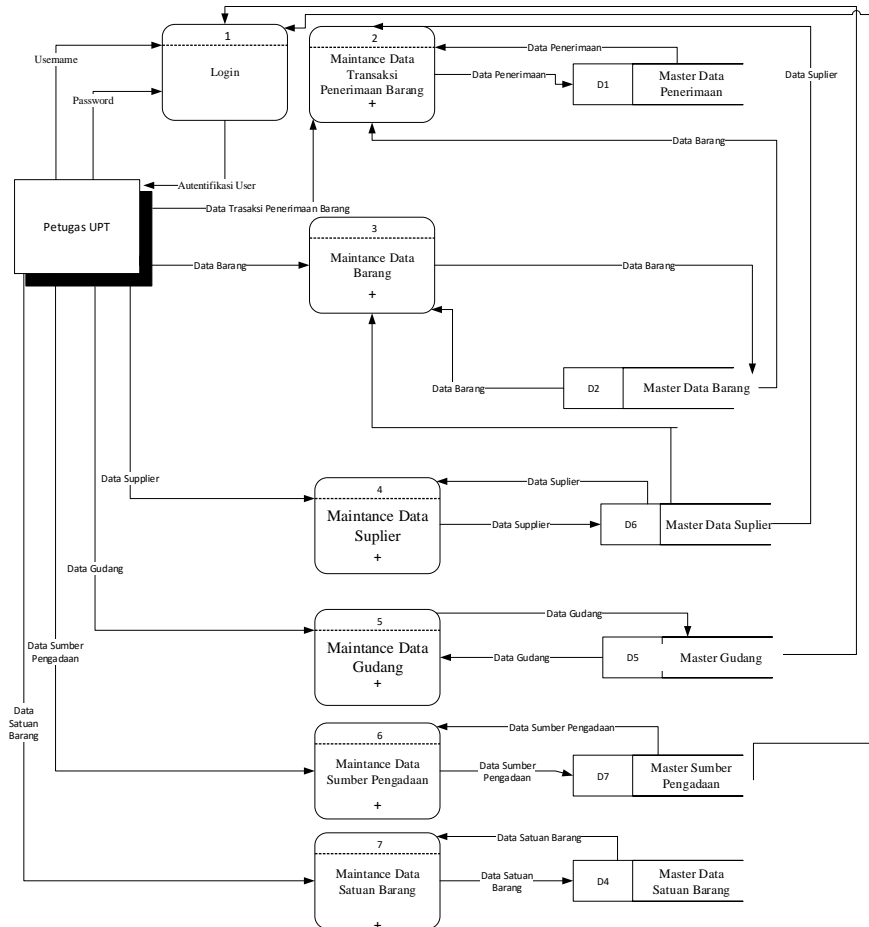 1
Login
Username
Password
Autentifikasi User
Petugas UPT
Data Trasaksi Penerimaan Barang
2
Maintance Data
Transaksi
Penerimaan Barang
+
Data Penerimaan
Data Penerimaan
D1
Master Data
Penerimaan
Data Suplier
Data Barang
3
Maintance Data
Barang
+
Data Barang
Data Barang
Data Barang
D2
Master Data Barang
Data Supplier
4
Maintance Data
Suplier
+
Data Suplier
Data Supplier
D6
Master Data Suplier
Data Gudang
5
Maintance Data
Gudang
+
Data Gudang
Data Gudang
D5
Master Gudang
Data Sumber
Pengadaan
6
Maintance Data
Sumber Pengadaan
+
Data Sumber Pengadaan
Data Sumber
Pengadaan
D7
Master Sumber
Pengadaan
Data
Satuan
Barang
7
Maintance Data
Satuan Barang
+
Data Satuan Barang
Data Satuan
Barang
D4
Master Data
Satuan Barang